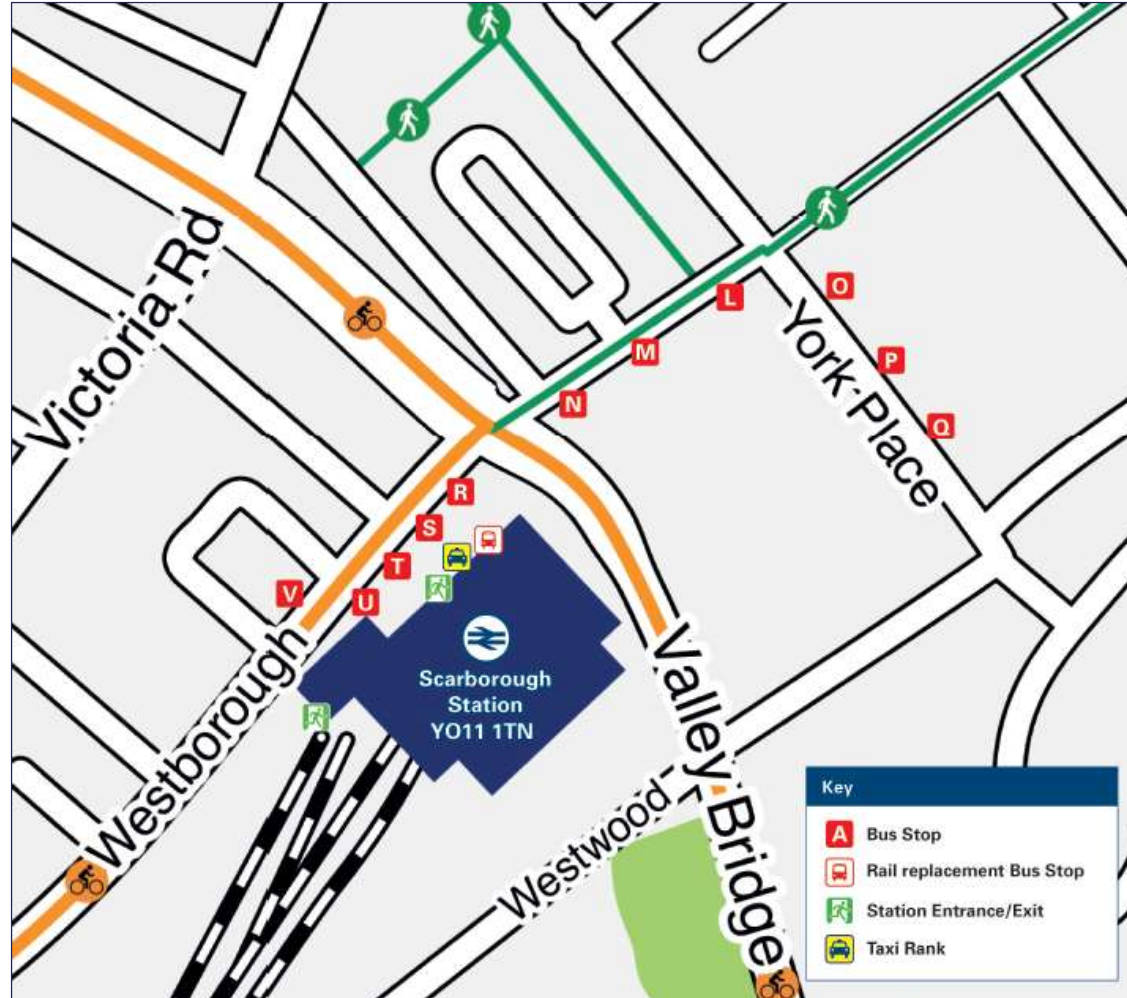 Victoria Rd
L
O
M
York Place
P
N
Q
R
S
T
V
U
Westborough
Scarborough
Station
YO11 1TN
Valley Bridge
Westwood
Key
A Bus Stop
Rail replacement Bus Stop
Station Entrance/Exit
Taxi Rank